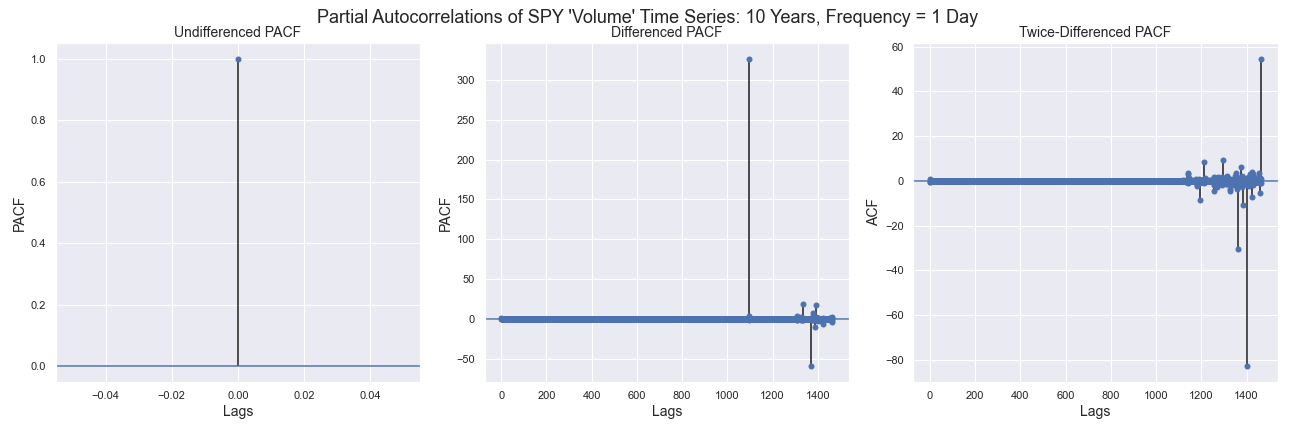 Partial Autocorrelations of SPY 'Volume' Time Series: 10 Years, Frequency = 1 Day
Undifferenced PACF
PACF
1.0
0.8
0.6
0.4
0.2
0.0
−0.04 −0.02 0.00 0.02 0.04
Lags
Differenced PACF
PACF
300
250
200
150
100
50
0
−50
0 200 400 600 800 1000 1200 1400
Lags
Twice-Differenced PACF
ACF
60
40
20
0
−20
−40
−60
−80
0 200 400 600 800 1000 1200 1400
Lags